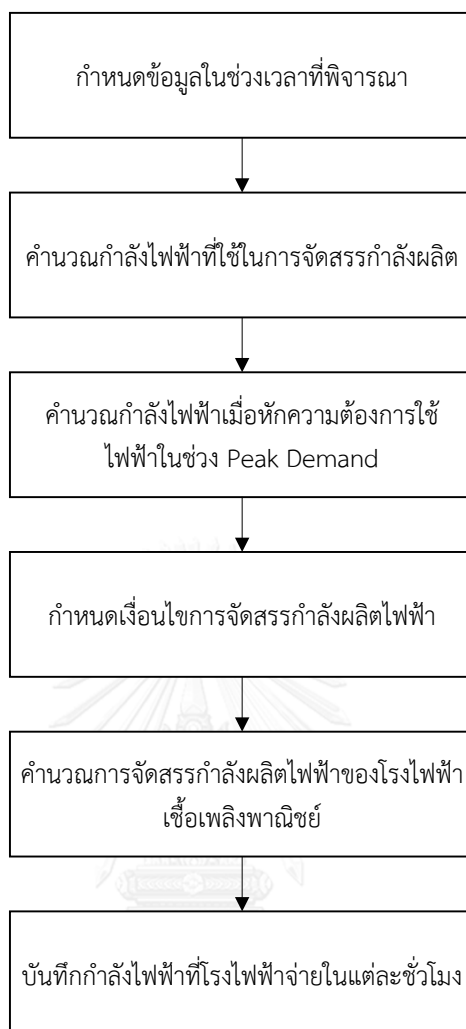 กำหนดข้อมูลในช่วงเวลาที่พิจารณา
คำนวณกำลังไฟฟ้าที่ใช้ในการจัดสรรกำลังผลิต
คำนวณกำลังไฟฟ้าเมื่อหักความต้องการใช้
ไฟฟ้าในช่วง Peak Demand
กำหนดเงื่อนไขการจัดสรรกำลังผลิตไฟฟ้า
คำนวณการจัดสรรกำลังผลิตไฟฟ้าของโรงไฟฟ้า
เชื้อเพลิงพาณิชย์
บันทึกกำลังไฟฟ้าที่โรงไฟฟ้าจ่ายในแต่ละชั่วโมง